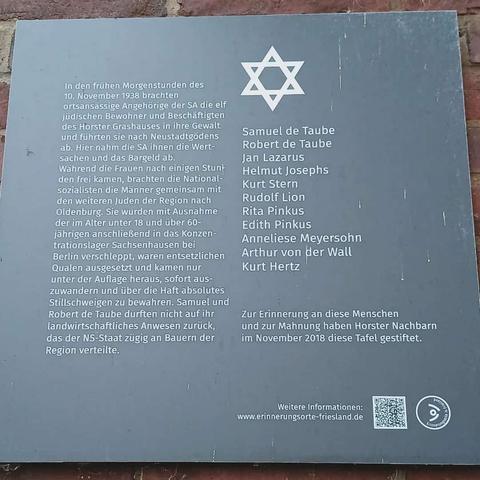 In den frühen Morgenstunden des
10. November 1938 brachten
ortsansässige Angehörige der SA die elf
jüdischen Bewohner und Beschäftigten
des Horster Grashauses in ihre Gewalt
und führten sie nach Neustadtgödens
ab. Hier nahm die SA ihnen die Wert-
sachen und das Bargeld ab.
Während die Frauen nach einigen Stun-
den frei kamen, brachten die National-
sozialisten die Männer gemeinsam mit
den weiteren Juden der Region nach
Oldenburg. Sie wurden mit Ausnahme
der im Alter unter 18 und über 60-
jährigen anschließend in das Konzen-
trationslager Sachsenhausen bei
Berlin verschleppt, waren entsetzlichen
Qualen ausgesetzt und kamen nur
unter der Auflage heraus, sofort aus-
zuwandern und über die Haft absolutes
Stillschweigen zu bewahren. Samuel und
Robert de Taube durften nicht auf ihr
landwirtschaftliches Anwesen zurück,
das der NS-Staat zügig an Bauern der
Region verteilte.
Samuel de Taube
Robert de Taube
Jan Lazarus
Helmut Josephs
Kurt Stern
Rudolf Lion
Rita Pinkus
Edith Pinkus
Anneliese Meyersohn
Arthur von der Wall
Kurt Hertz
Zur Erinnerung an diese Menschen
und zur Mahnung haben Horster Nachbarn
im November 2018 diese Tafel gestiftet.
Weitere Informationen:
www.erinnerungsorte-friesland.de